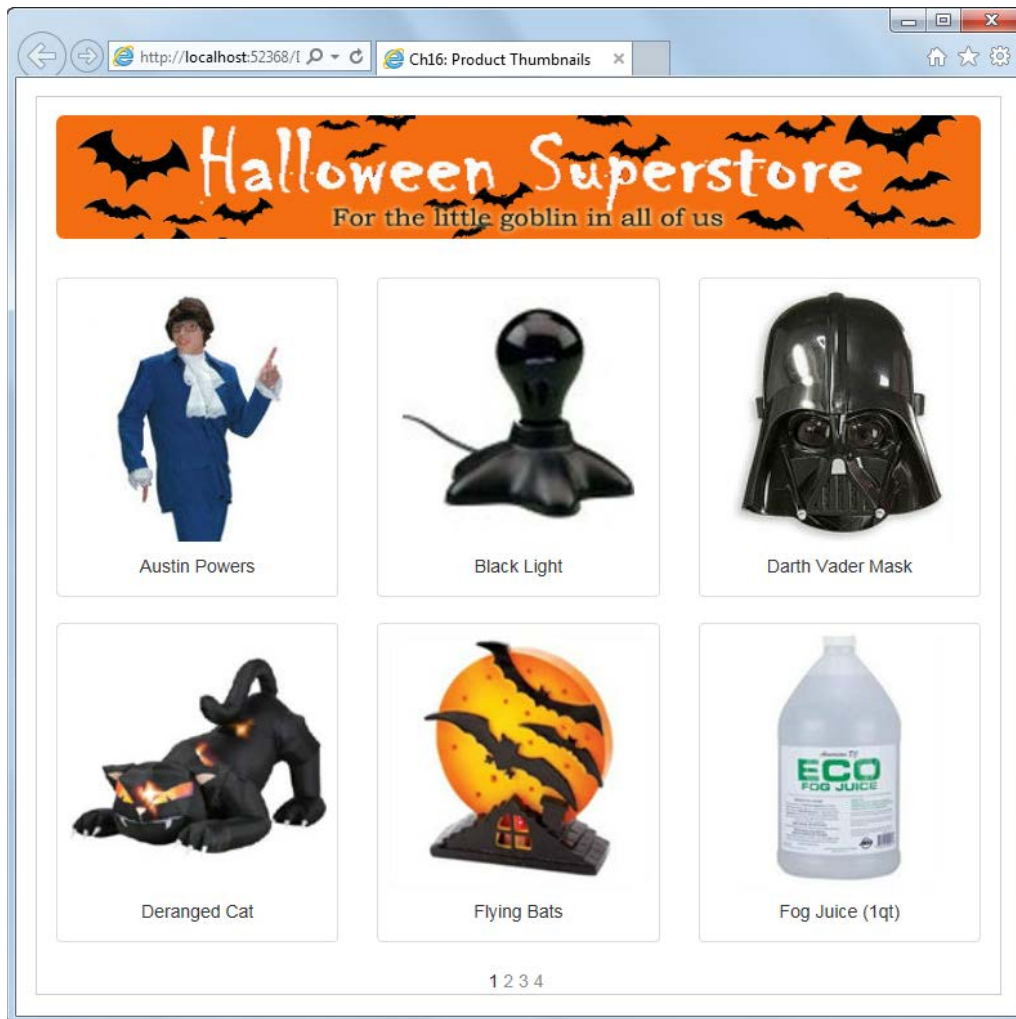 http://localhost:52368/
Ch16: Product Thumbnails
Halloween Superstore
For the little goblin in all of us
Austin Powers
Black Light
Darth Vader Mask
ECO
FOG JUICE
Deranged Cat
Flying Bats
Fog Juice (1qt)
1 2 3 4